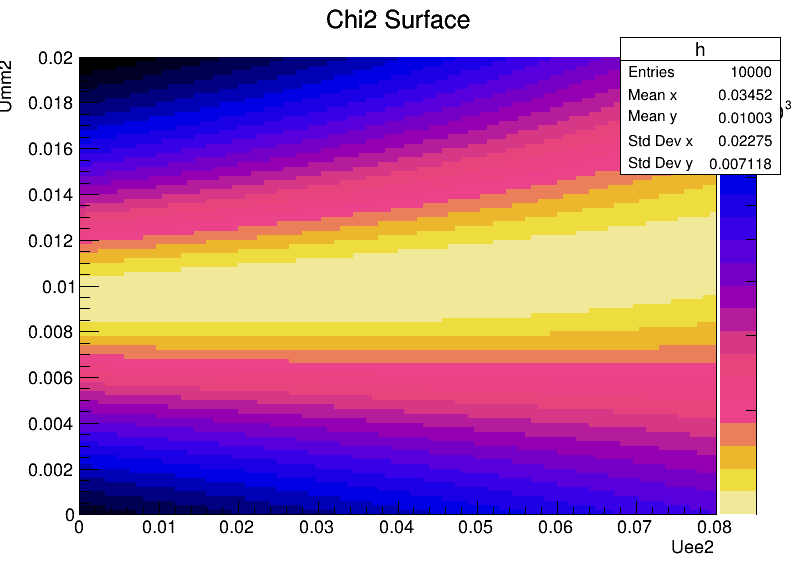 Chi2 Surface
h
Entries 10000
Mean x 0.03452
Mean y 0.01003
Std Dev x 0.02275
Std Dev y 0.007118
)³
Umm2
0.02
0.018
0.016
0.014
0.012
0.01
0.008
0.006
0.004
0.002
0
0 0.01 0.02 0.03 0.04 0.05 0.06 0.07 0.08
Uee2